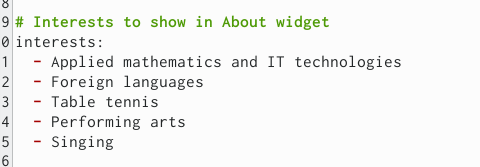 8
9 # Interests to show in About widget
0 interests:
1 - Applied mathematics and IT technologies
2 - Foreign languages
3 - Table tennis
4 - Performing arts
5 - Singing
6